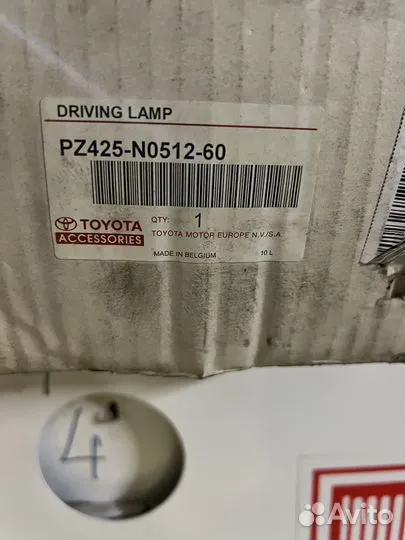 DRIVING LAMP
PZ425-N0512-60
TOYOTA
ACCESSORIES
QTY: 1
TOYOTA MOTOR EUROPE N.V./S.A
MADE IN BELGIUM 10 L
4
Avito